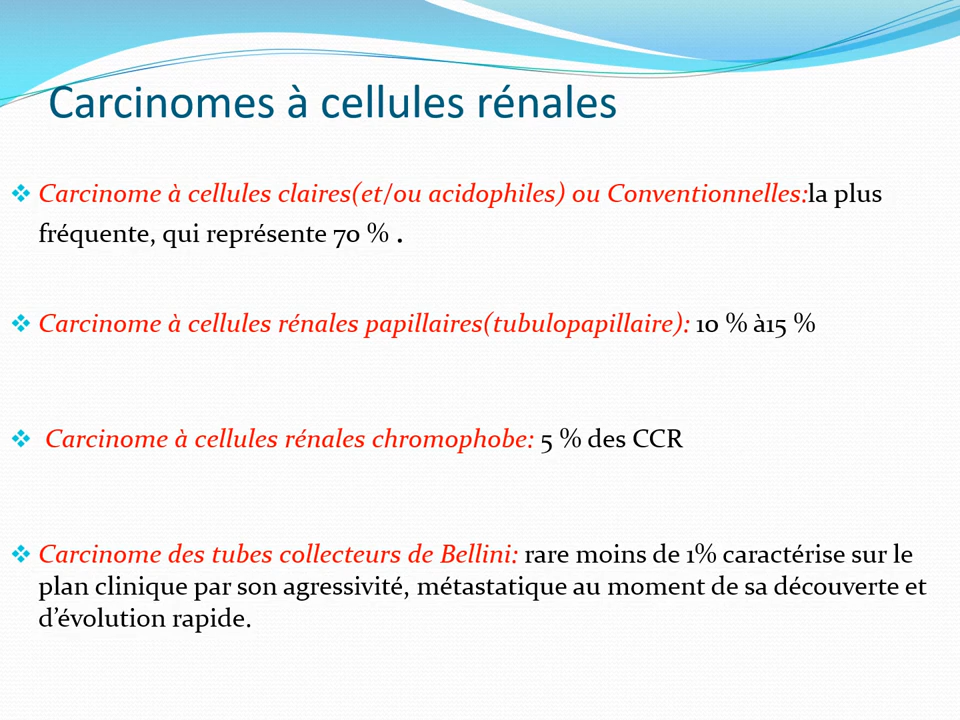 Carcinomes à cellules rénales
❖ Carcinome à cellules claires(et/ou acidophiles) ou Conventionnelles:la plus
fréquente, qui représente 70 % .
❖ Carcinome à cellules rénales papillaires(tubulopapillaire): 10 % à15 %
❖ Carcinome à cellules rénales chromophobe: 5 % des CCR
❖ Carcinome des tubes collecteurs de Bellini: rare moins de 1% caractérise sur le
plan clinique par son agressivité, métastatique au moment de sa découverte et
d’évolution rapide.